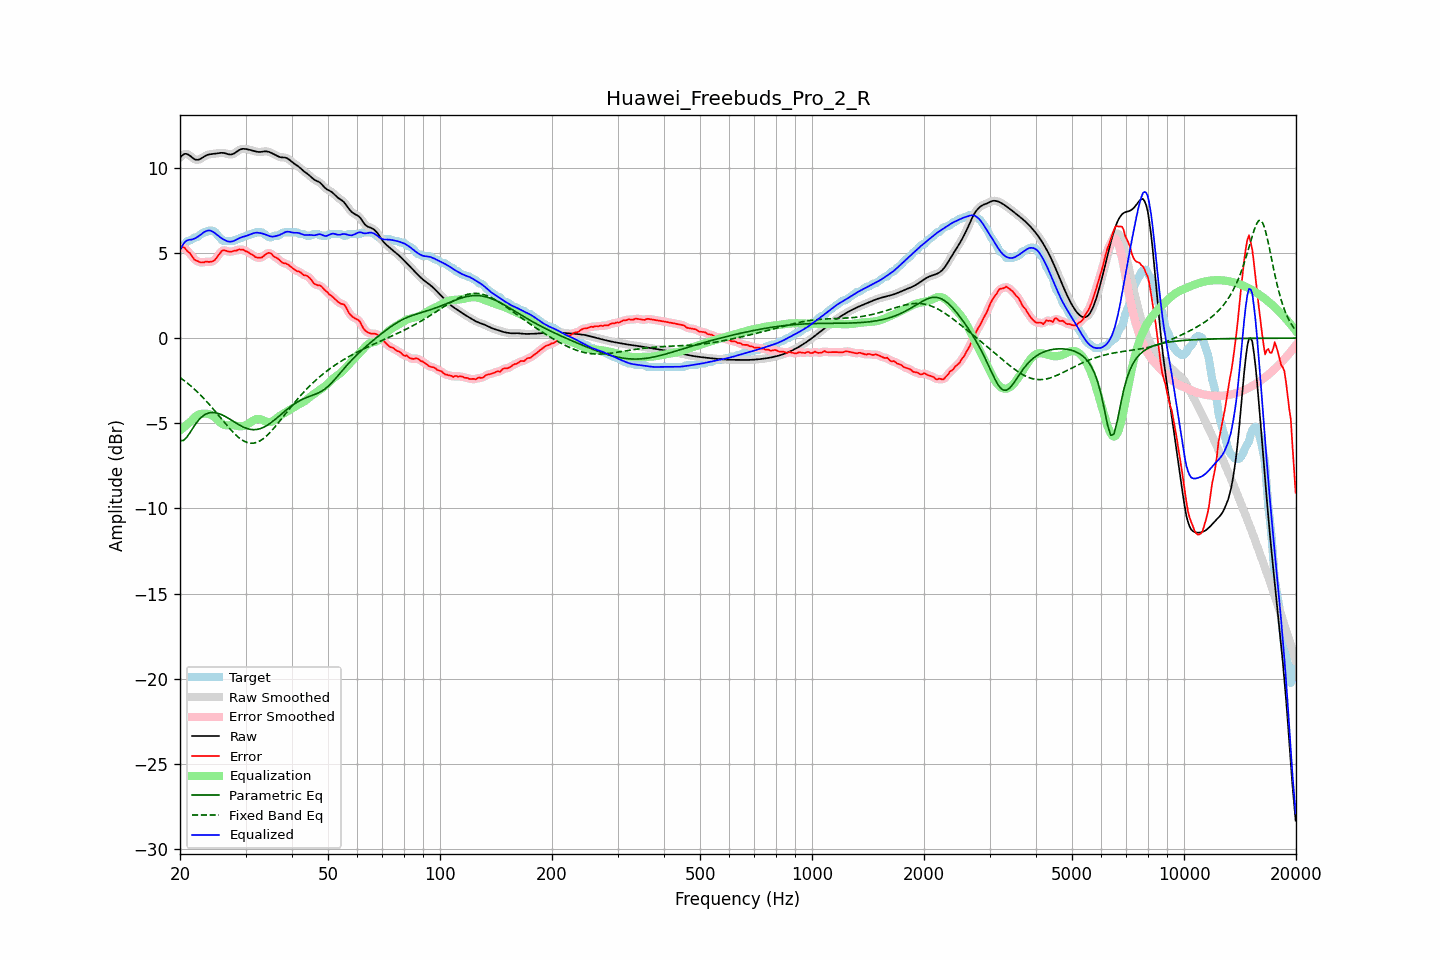 Huawei_Freebuds_Pro_2_R
Amplitude (dBr)
10
5
0
−5
−10
−15
−20
−25
−30
Target
Raw Smoothed
Error Smoothed
Raw
Error
Equalization
Parametric Eq
Fixed Band Eq
Equalized
20 50 100 200 500 1000 2000 5000 10000 20000
Frequency (Hz)